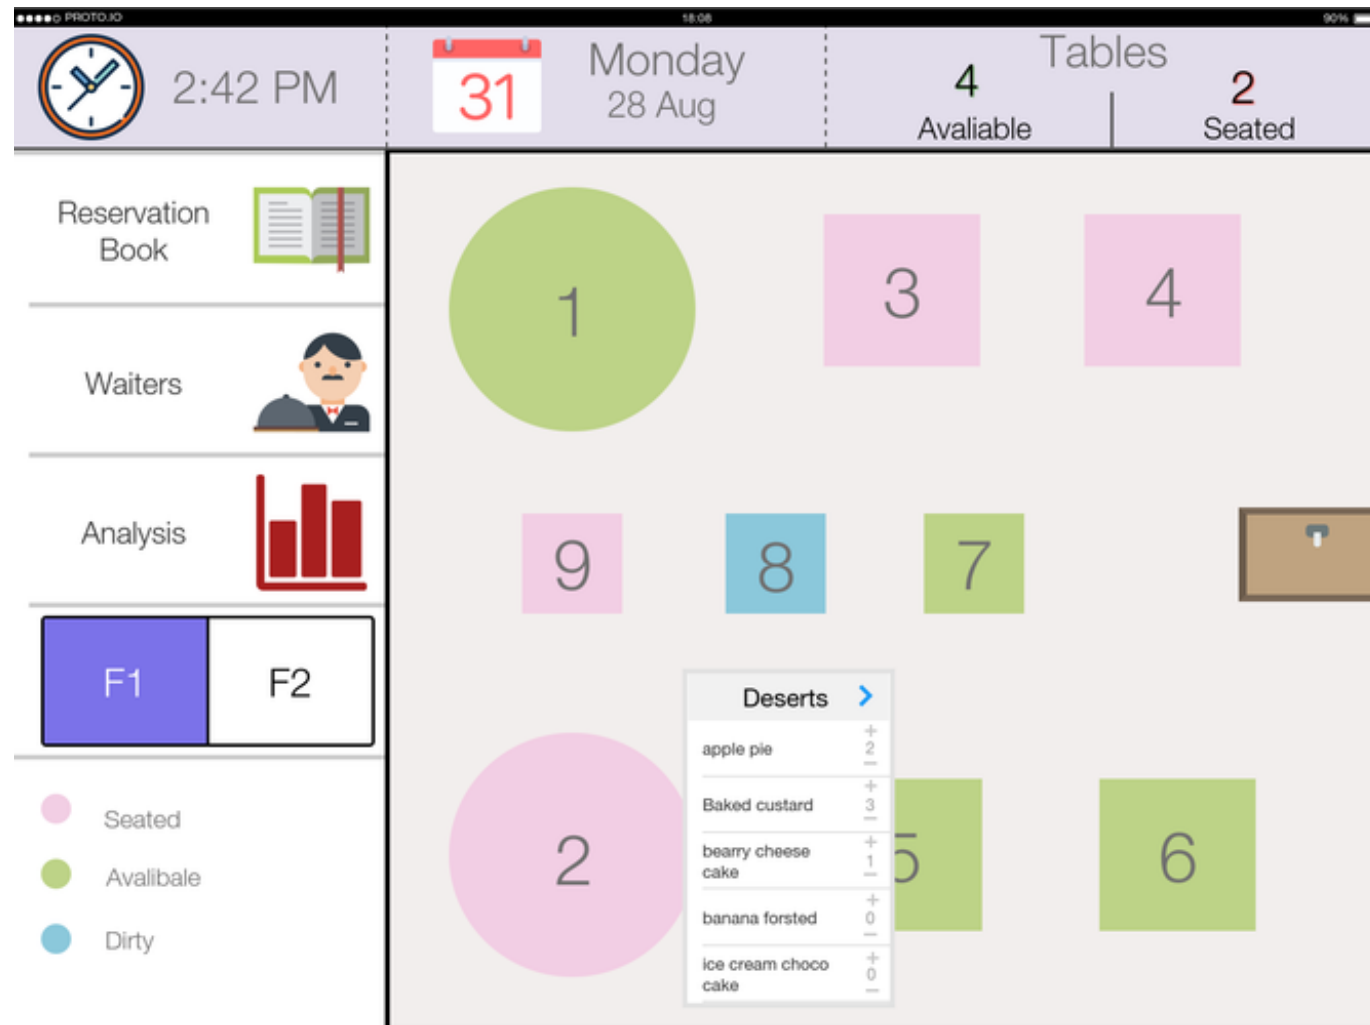 PROTO.IO
18:08
90%
2:42 PM
31
Monday
28 Aug
Tables
4
Avaliable
2
Seated
Reservation
Book
Waiters
Analysis
F1
F2
Seated
Avalibale
Dirty
1
3
4
9
8
7
2
5
6
Deserts
apple pie
+
2
−
Baked custard
+
3
−
bearry cheese
cake
+
1
−
banana forsted
+
0
−
ice cream choco
cake
+
0
−